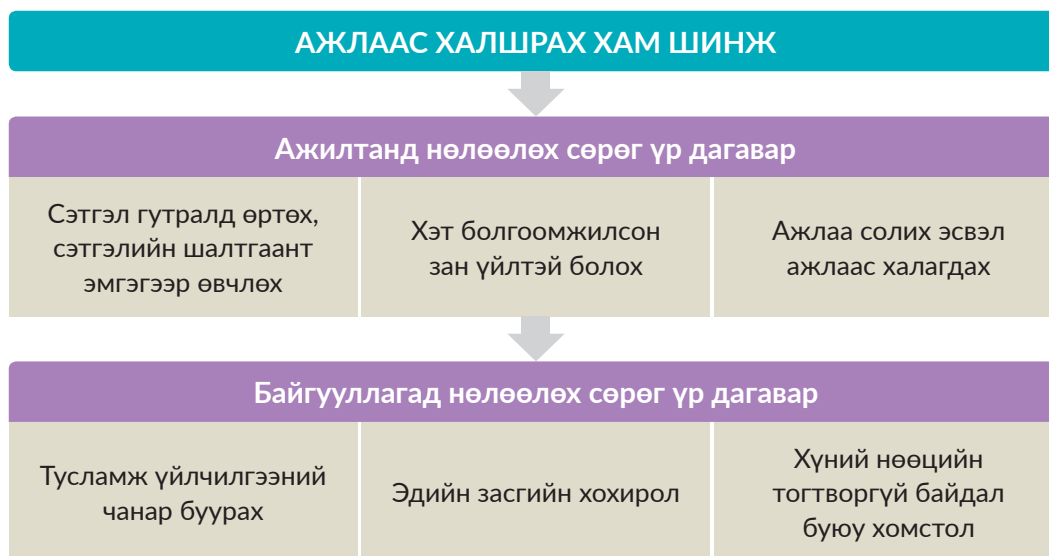 АЖЛААС ХАЛШРАХ ХАМ ШИНЖ
Ажилтанд нөлөөлөх сөрөг үр дагавар
Сэтгэл гутралд өртөх,
сэтгэлийн шалтгаант
эмгэгээр өвчлөх
Хэт болгоомжилсон
зан үйлтэй болох
Ажлаа солих эсвэл
ажлаас халагдах
Байгууллагад нөлөөлөх сөрөг үр дагавар
Тусламж үйлчилгээний
чанар буурах
Эдийн засгийн хохирол
Хүний нөөцийн
тогтворгүй байдал
буюу хомстол